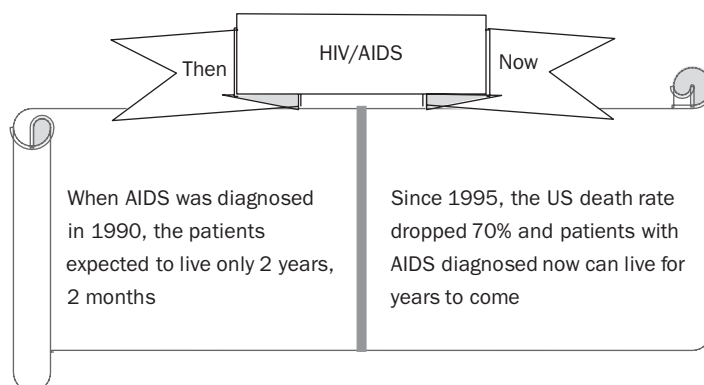 HIV/AIDS
Then
Now
When AIDS was diagnosed
in 1990, the patients
expected to live only 2 years,
2 months
Since 1995, the US death rate
dropped 70% and patients with
AIDS diagnosed now can live for
years to come